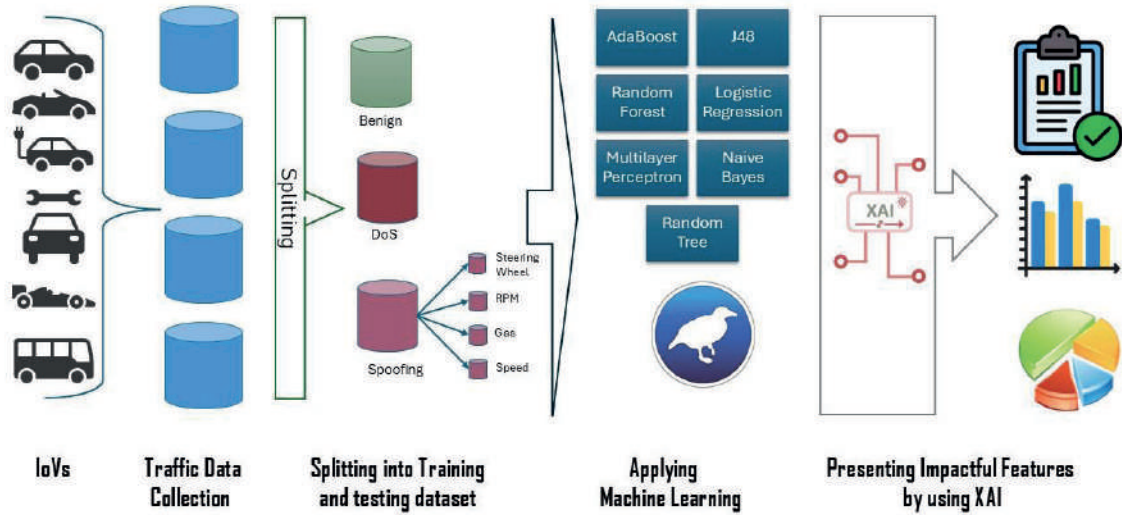 AdaBoost
J48
Random
Forest
Logistic
Regression
Multilayer
Perceptron
Naive
Bayes
Random
Tree
Splitting
Benign
DoS
Spoofing
Steering
Wheel
RPM
Gas
Speed
XAI
IoVs
Traffic Data
Collection
Splitting into Training
and testing dataset
Applying
Machine Learning
Presenting Impactful Features
by using XAI